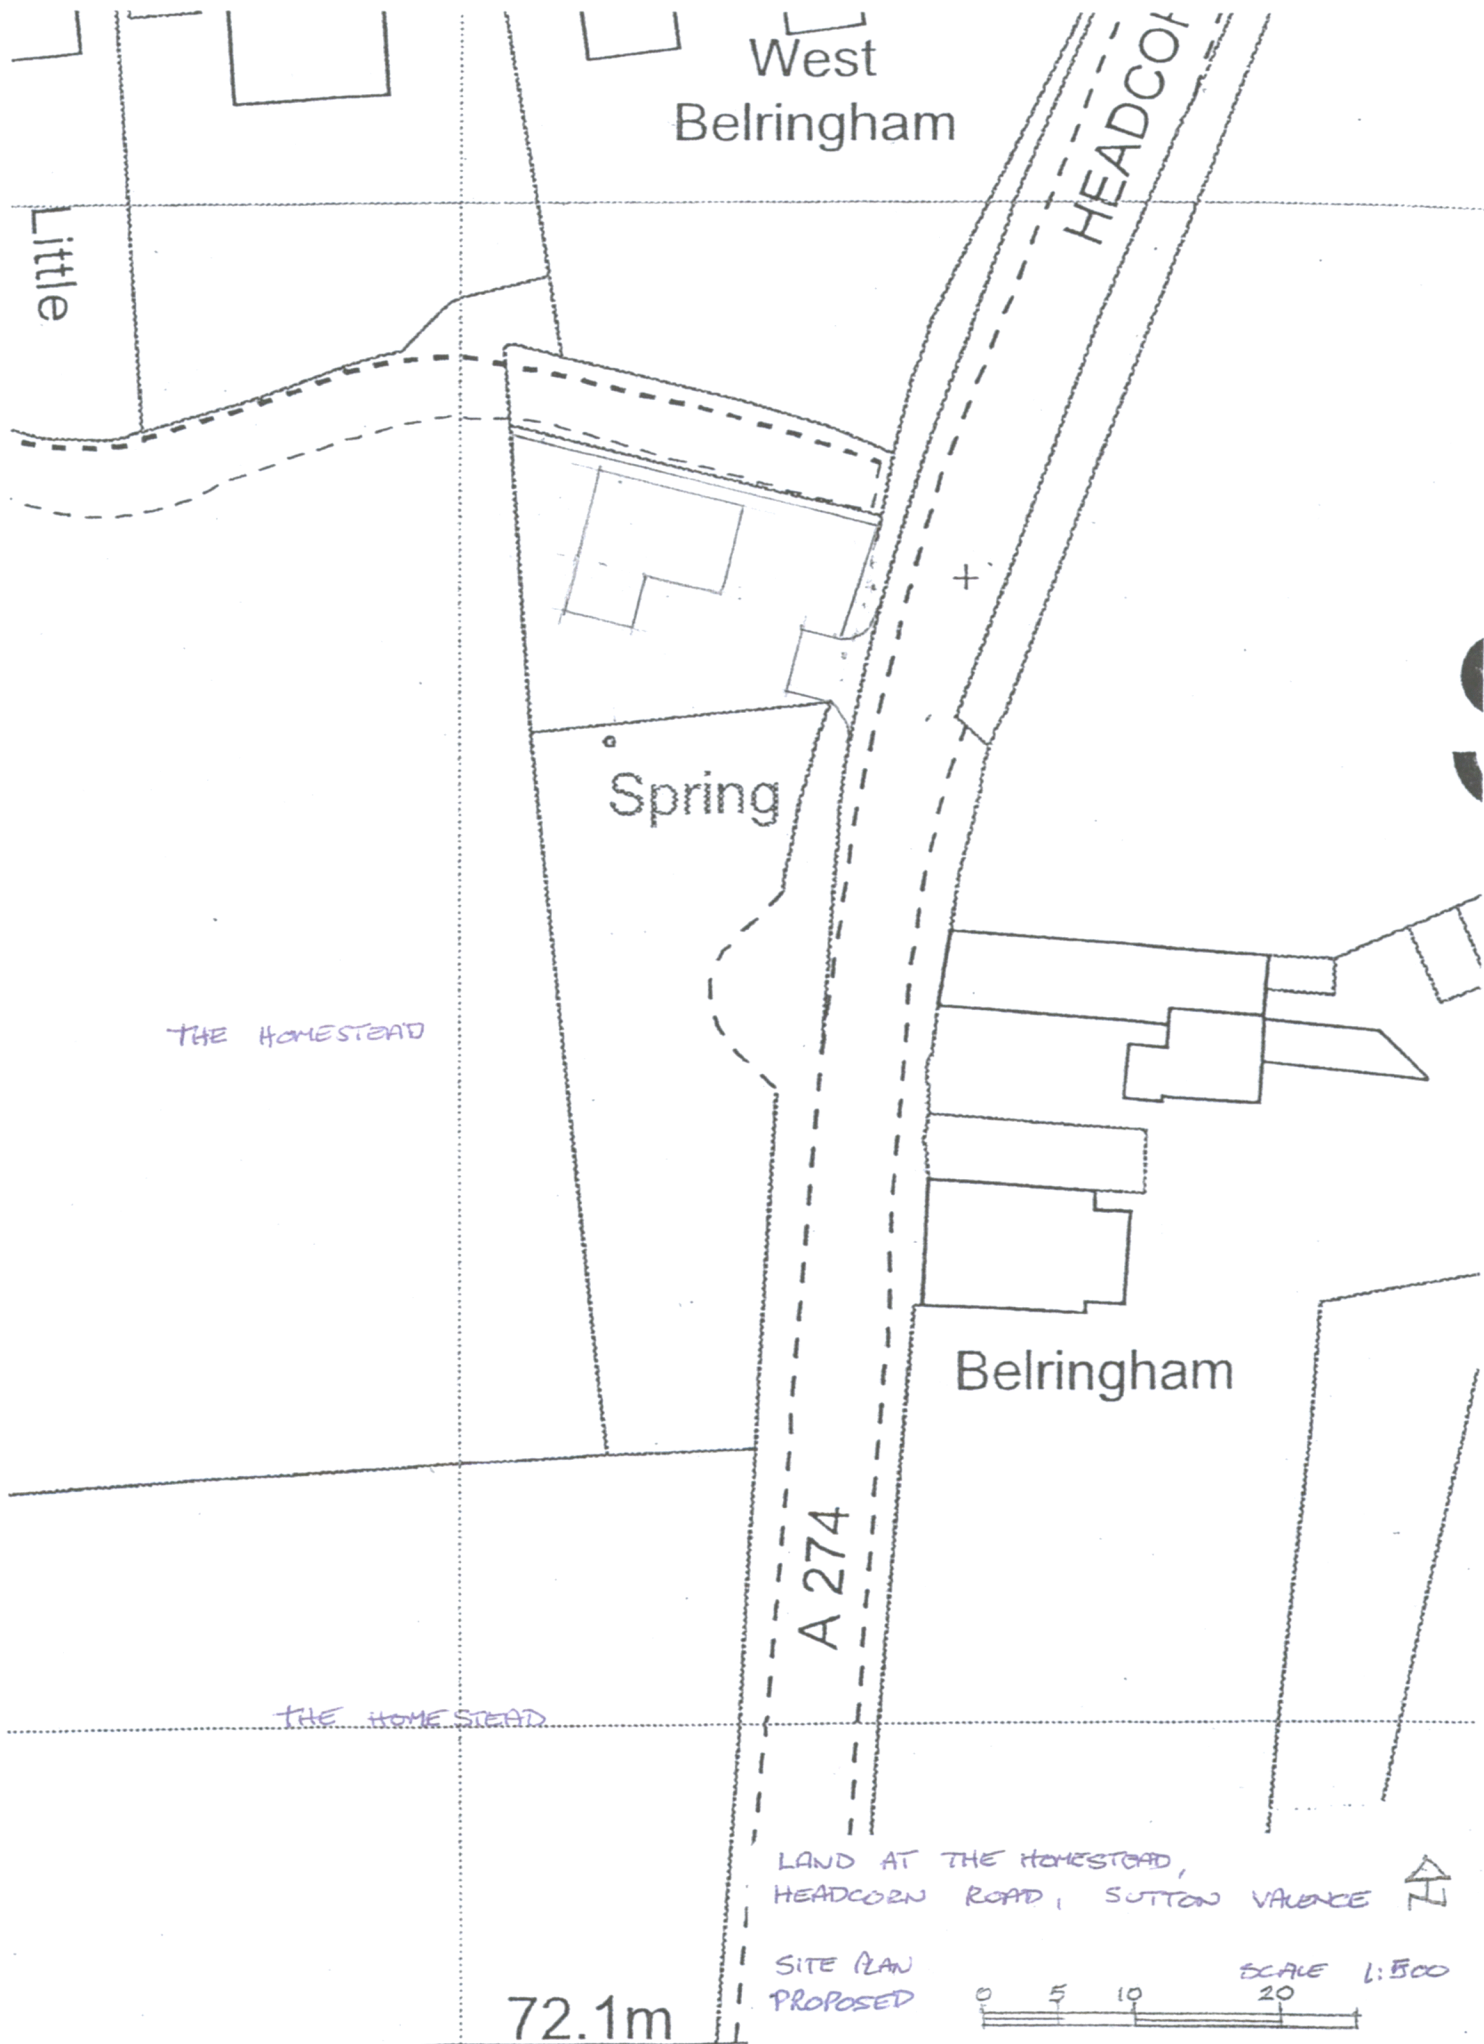 West
Belringham
HEADCO
Little
Spring
THE HOMESTEAD
Belringham
A 274
THE HOMESTEAD
LAND AT THE HOMESTEAD,
HEADCORN ROAD, SUTTON VALENCE
N
SITE PLAN
PROPOSED
SCALE 1:500
0 5 10 20
72.1m